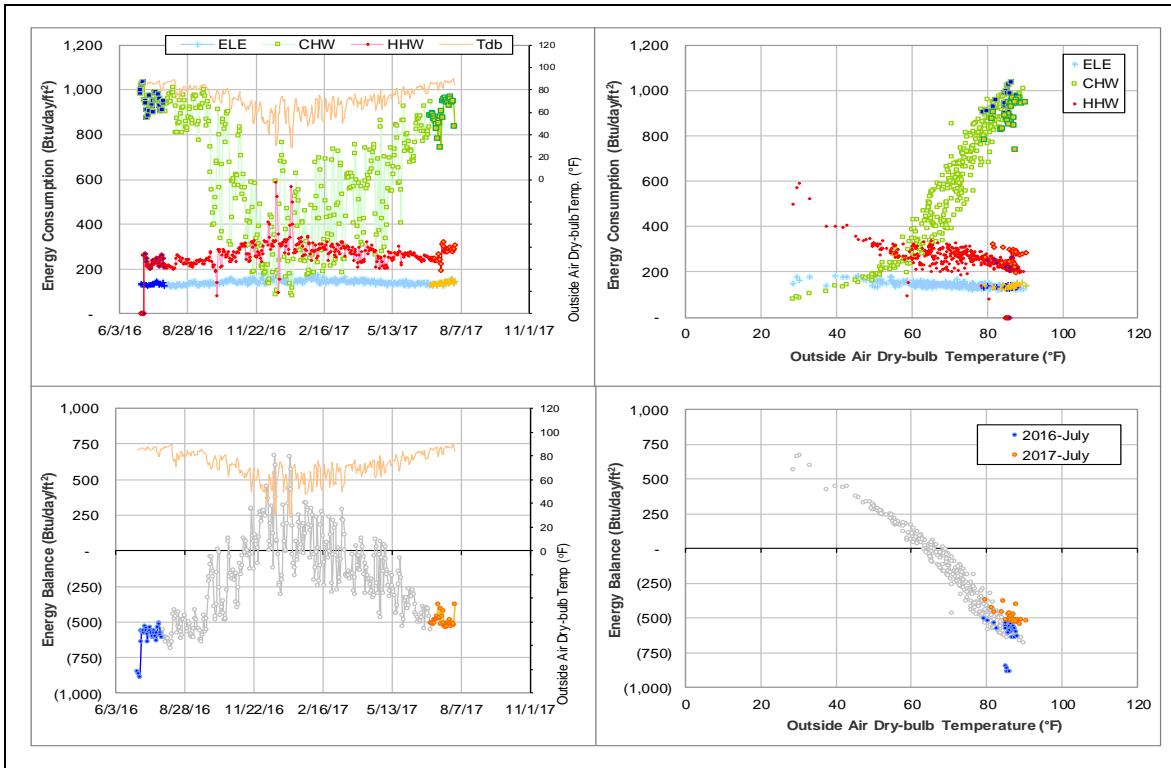 ELE CHW HHW Tdb
Energy Consumption (Btu/day/ft²)
1,200
1,000
800
600
400
200
-
120
100
80
60
40
20
0
Outside Air Dry-bulb Temp. (°F)
6/3/16 8/28/16 11/22/16 2/16/17 5/13/17 8/7/17 11/1/17
Energy Consumption (Btu/day/ft²)
1,200
1,000
800
600
400
200
-
ELE
CHW
HHW
0 20 40 60 80 100 120
Outside Air Dry-bulb Temperature (°F)
Energy Balance (Btu/day/ft²)
1,000
750
500
250
-
(250)
(500)
(750)
(1,000)
120
100
80
60
40
20
0
Outside Air Dry-bulb Temp (°F)
6/3/16 8/28/16 11/22/16 2/16/17 5/13/17 8/7/17 11/1/17
Energy Balance (Btu/day/ft²)
1,000
750
500
250
-
(250)
(500)
(750)
(1,000)
2016-July
2017-July
0 20 40 60 80 100 120
Outside Air Dry-bulb Temperature (°F)